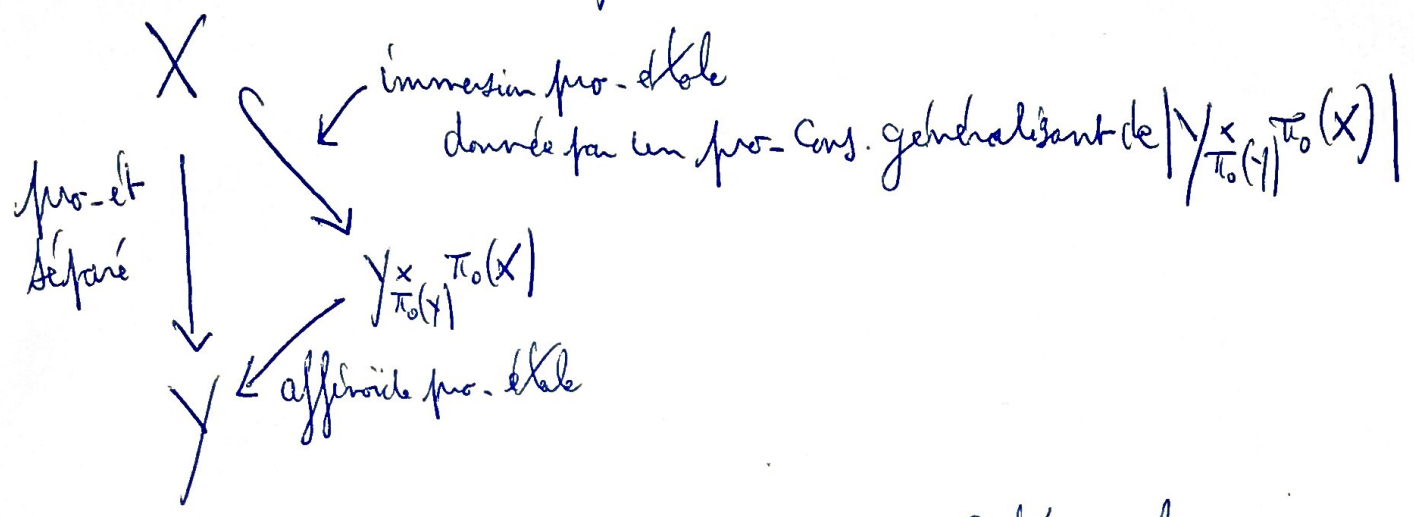 X
immersion pro-étale
donnée par un pro-cons. généralisant de |Y ×_{π₀(Y)} π₀(X)|
pro-ét
séparé
Y ×_{π₀(Y)} π₀(X)
affinoïde pro-étale
Y